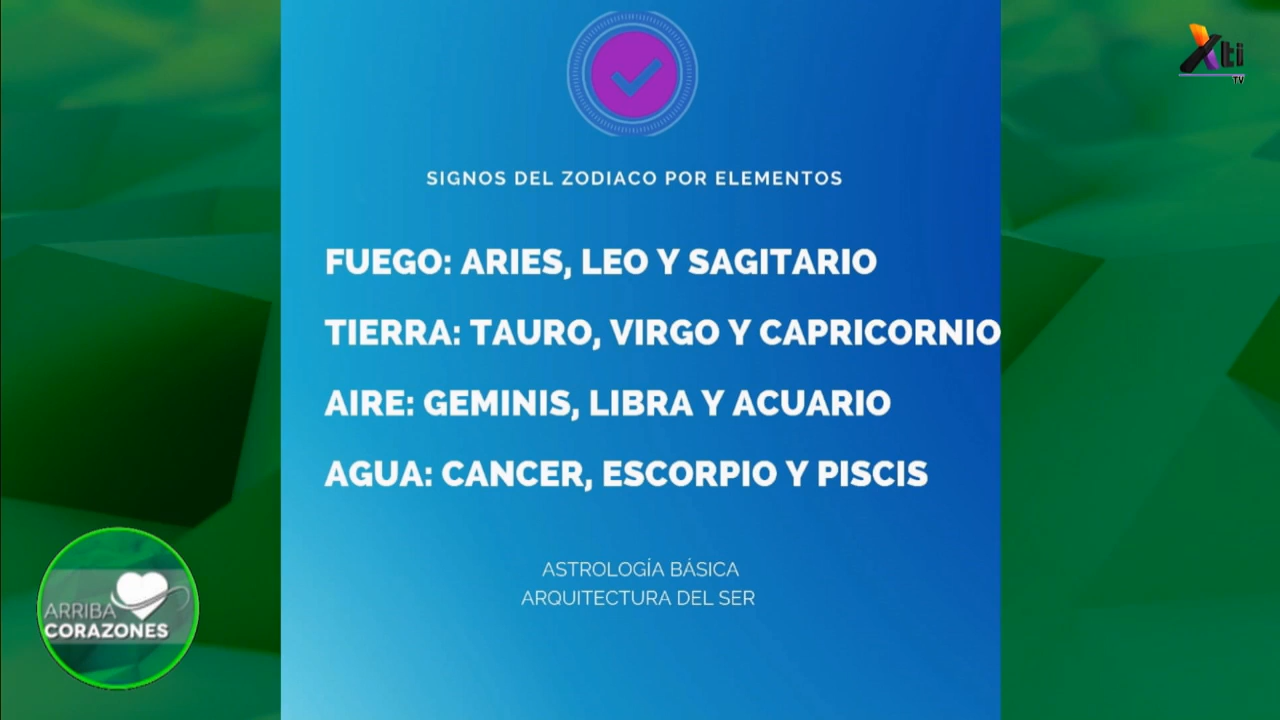 Xti
TV
SIGNOS DEL ZODIACO POR ELEMENTOS
FUEGO: ARIES, LEO Y SAGITARIO
TIERRA: TAURO, VIRGO Y CAPRICORNIO
AIRE: GEMINIS, LIBRA Y ACUARIO
AGUA: CANCER, ESCORPIO Y PISCIS
ASTROLOGÍA BÁSICA
ARQUITECTURA DEL SER
ARRIBA
CORAZONES